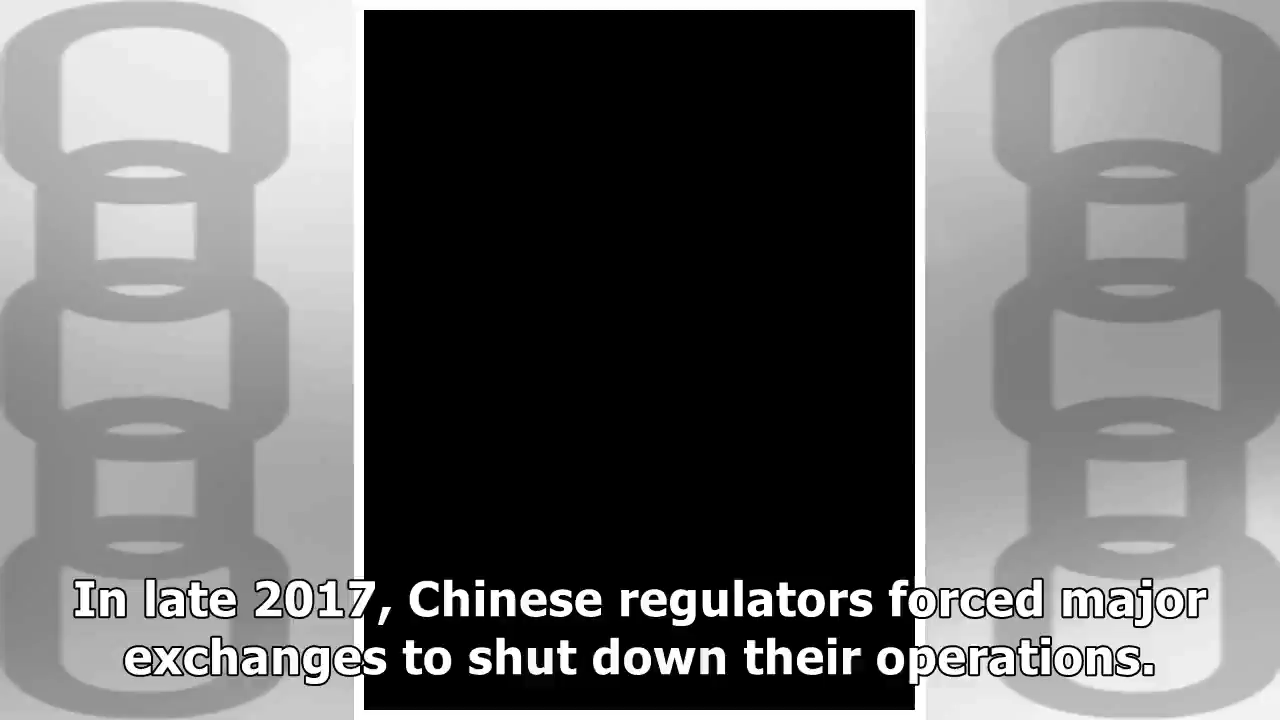 In late 2017, Chinese regulators forced major
exchanges to shut down their operations.